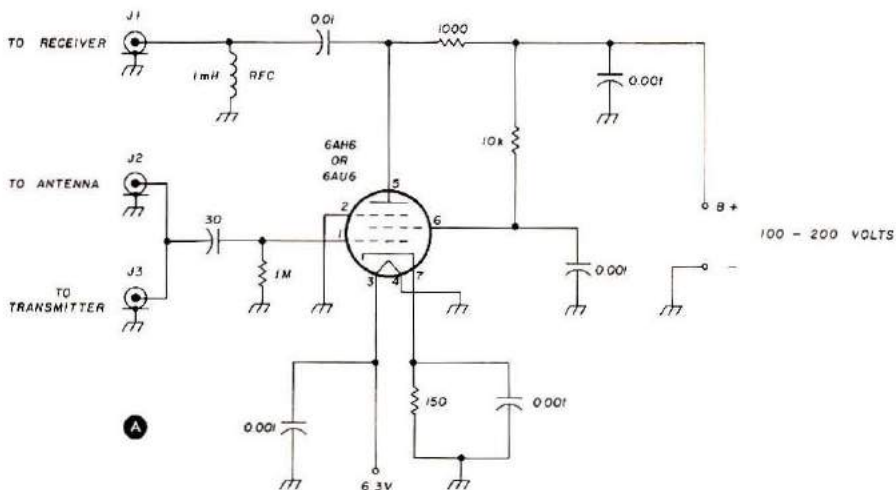 J1
TO RECEIVER
0.01
1000
1mH RFC
0.001
10k
6AH6
OR
6AU6
J2
TO ANTENNA
5
2
6
1
30
1M
3
4
7
B+
100 - 200 VOLTS
-
0.001
J3
TO
TRANSMITTER
A
0.001
150
0.001
6.3V